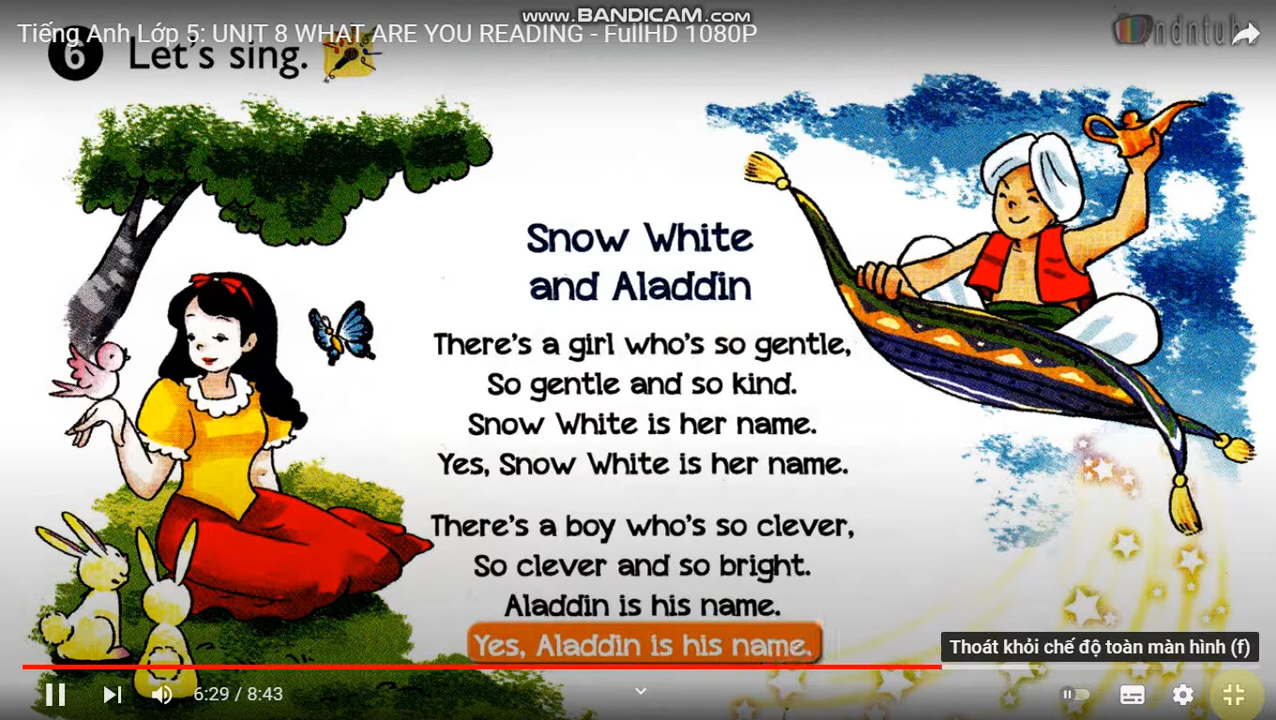 www.BANDICAM.com
Tiếng Anh Lớp 5: UNIT 8 WHAT ARE YOU READING - FullHD 1080P
6 Let's sing.
Snow White
and Aladdin
There's a girl who's so gentle,
So gentle and so kind.
Snow White is her name.
Yes, Snow White is her name.
There's a boy who's so clever,
So clever and so bright.
Aladdin is his name.
Yes, Aladdin is his name.
Thoát khỏi chế độ toàn màn hình (f)
6:29 / 8:43